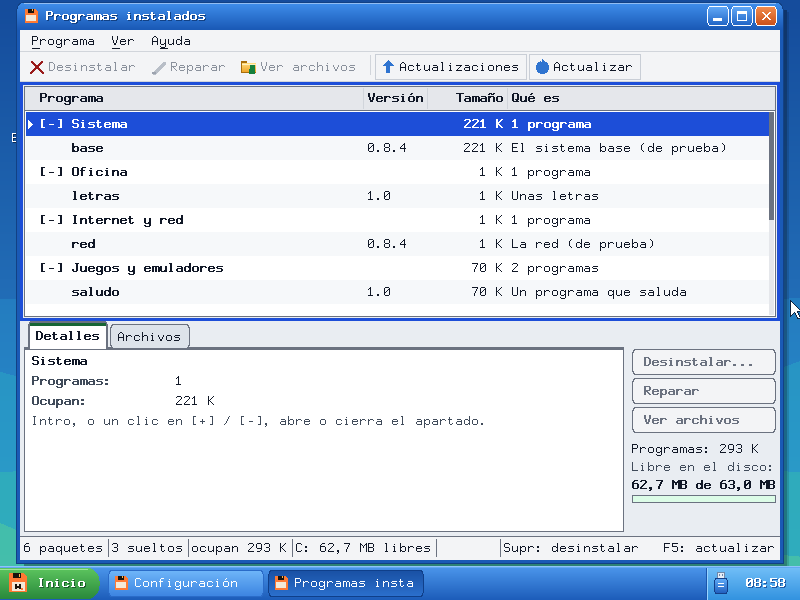 Programas instalados
Programa Ver Ayuda
Desinstalar Reparar Ver archivos Actualizaciones Actualizar
Programa Versión Tamaño Qué es
[-] Sistema 221 K 1 programa
base 0.8.4 221 K El sistema base (de prueba)
[-] Oficina 1 K 1 programa
letras 1.0 1 K Unas letras
[-] Internet y red 1 K 1 programa
red 0.8.4 1 K La red (de prueba)
[-] Juegos y emuladores 70 K 2 programas
saludo 1.0 70 K Un programa que saluda
Detalles Archivos
Sistema
Programas: 1
Ocupan: 221 K
Intro, o un clic en [+] / [-], abre o cierra el apartado.
Desinstalar...
Reparar
Ver archivos
Programas: 293 K
Libre en el disco:
62,7 MB de 63,0 MB
6 paquetes 3 sueltos ocupan 293 K C: 62,7 MB libres Supr: desinstalar F5: actualizar
Inicio Configuración Programas insta 08:58